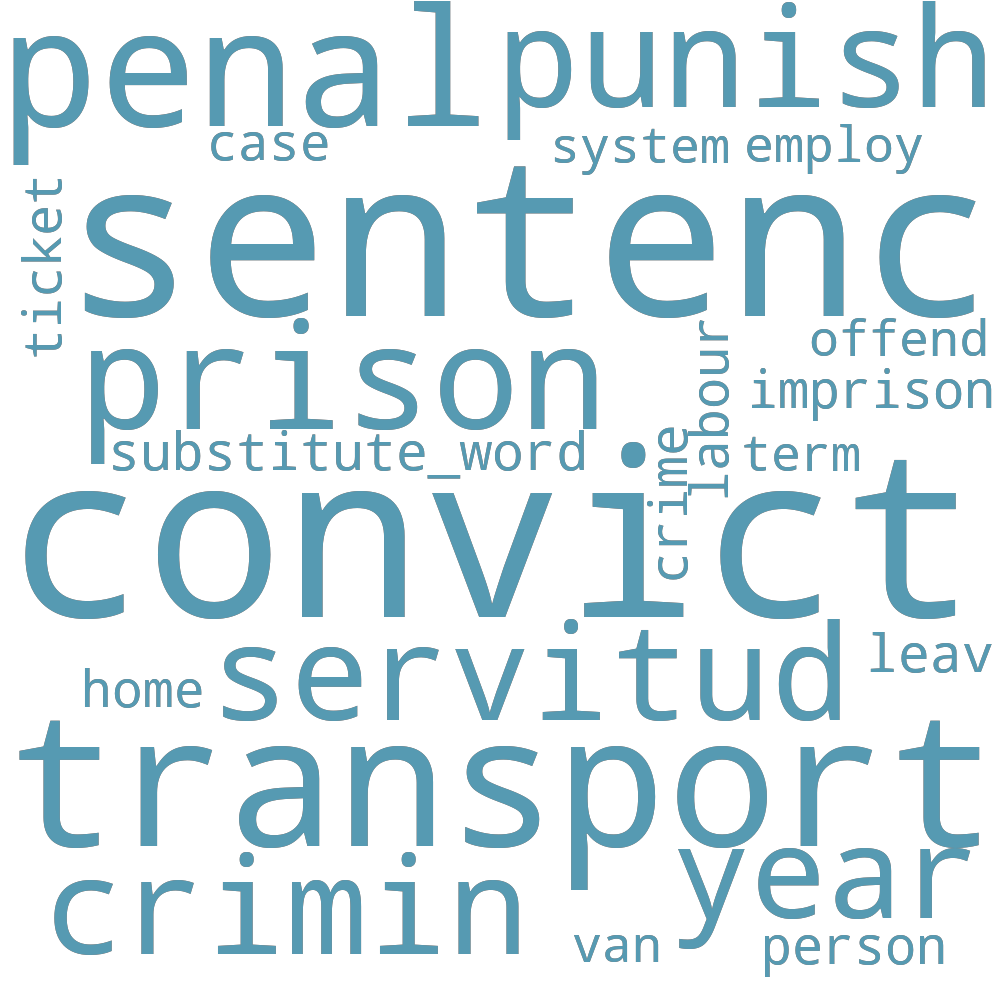 penal punish
case system employ
ticket
sentenc
prison
offend
labour
imprison
substitute_word
crime
term
convict
servitud
leav
home
transport
year
crimin
van person